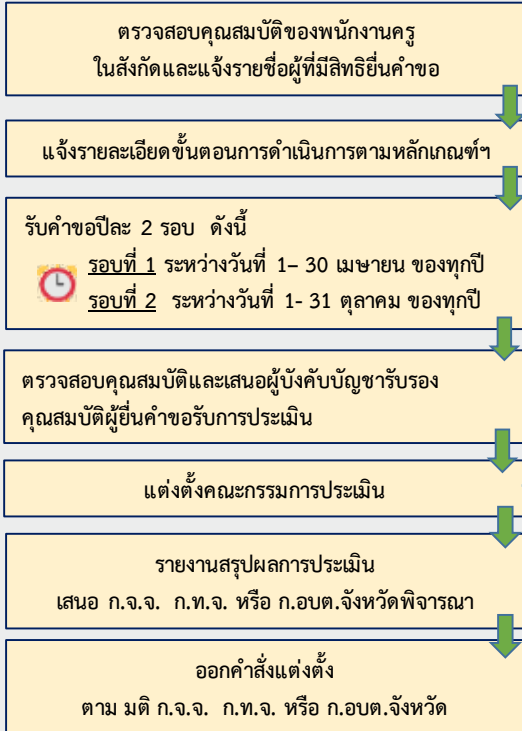 ตรวจสอบคุณสมบัติของพนักงานครู
ในสังกัดและแจ้งรายชื่อผู้ที่มีสิทธิยื่นคำขอ
แจ้งรายละเอียดขั้นตอนการดำเนินการตามหลักเกณฑ์ฯ
รับคำขอปีละ 2 รอบ ดังนี้
รอบที่ 1 ระหว่างวันที่ 1– 30 เมษายน ของทุกปี
รอบที่ 2 ระหว่างวันที่ 1- 31 ตุลาคม ของทุกปี
ตรวจสอบคุณสมบัติและเสนอผู้บังคับบัญชารับรอง
คุณสมบัติผู้ยื่นคำขอรับการประเมิน
แต่งตั้งคณะกรรมการประเมิน
รายงานสรุปผลการประเมิน
เสนอ ก.จ.จ. ก.ท.จ. หรือ ก.อบต.จังหวัดพิจารณา
ออกคำสั่งแต่งตั้ง
ตาม มติ ก.จ.จ. ก.ท.จ. หรือ ก.อบต.จังหวัด